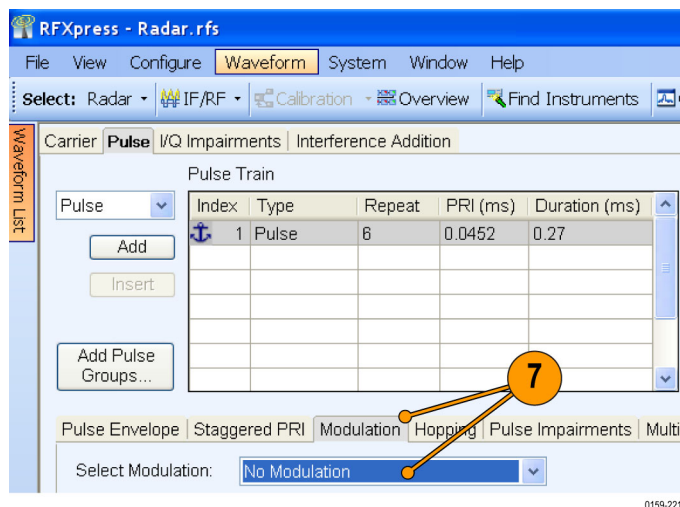 RFXpress - Radar.rfs
File View Configure Waveform System Window Help
Select: Radar IF/RF Calibration Overview Find Instruments
Waveform List
Carrier Pulse I/Q Impairments Interference Addition
Pulse Train
Pulse
Index Type Repeat PRI (ms) Duration (ms)
1 Pulse 6 0.0452 0.27
Add
Insert
Add Pulse
Groups...
7
Pulse Envelope Staggered PRI Modulation Hopping Pulse Impairments Multi
Select Modulation: No Modulation
0159-221